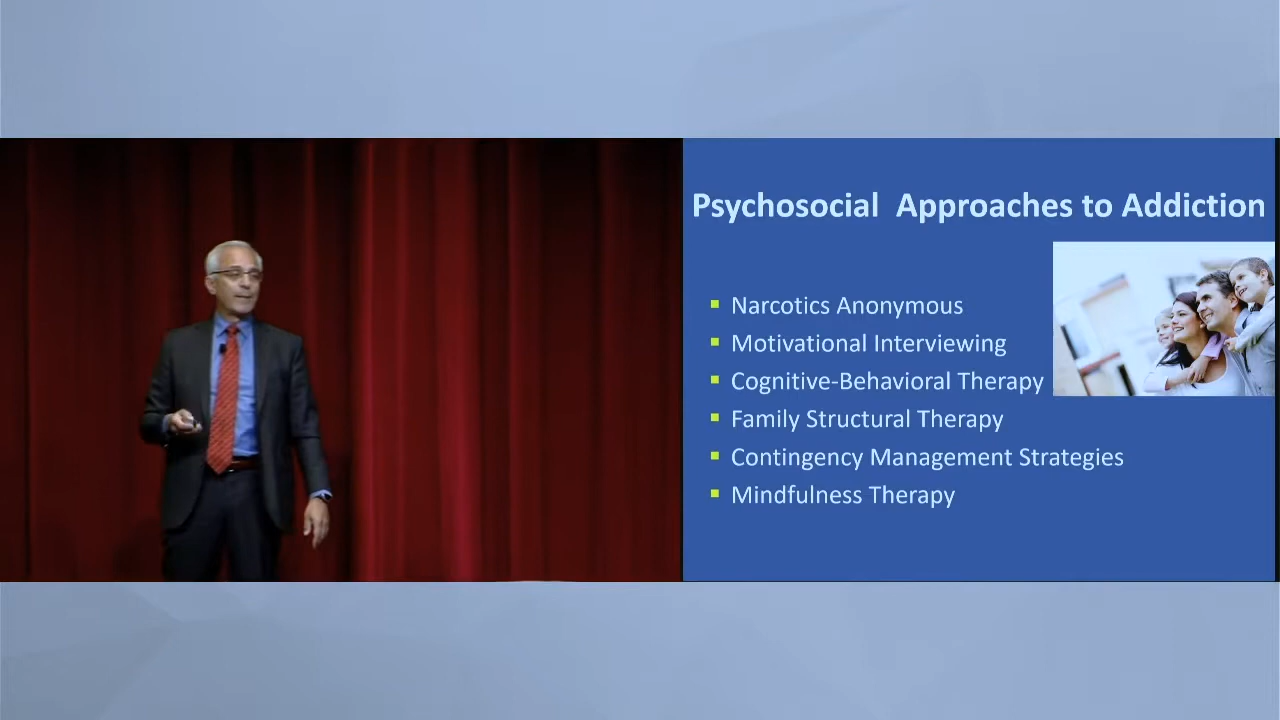 Psychosocial  Approaches to Addiction
Narcotics Anonymous
Motivational Interviewing
Cognitive-Behavioral Therapy
Family Structural Therapy
Contingency Management Strategies
Mindfulness Therapy